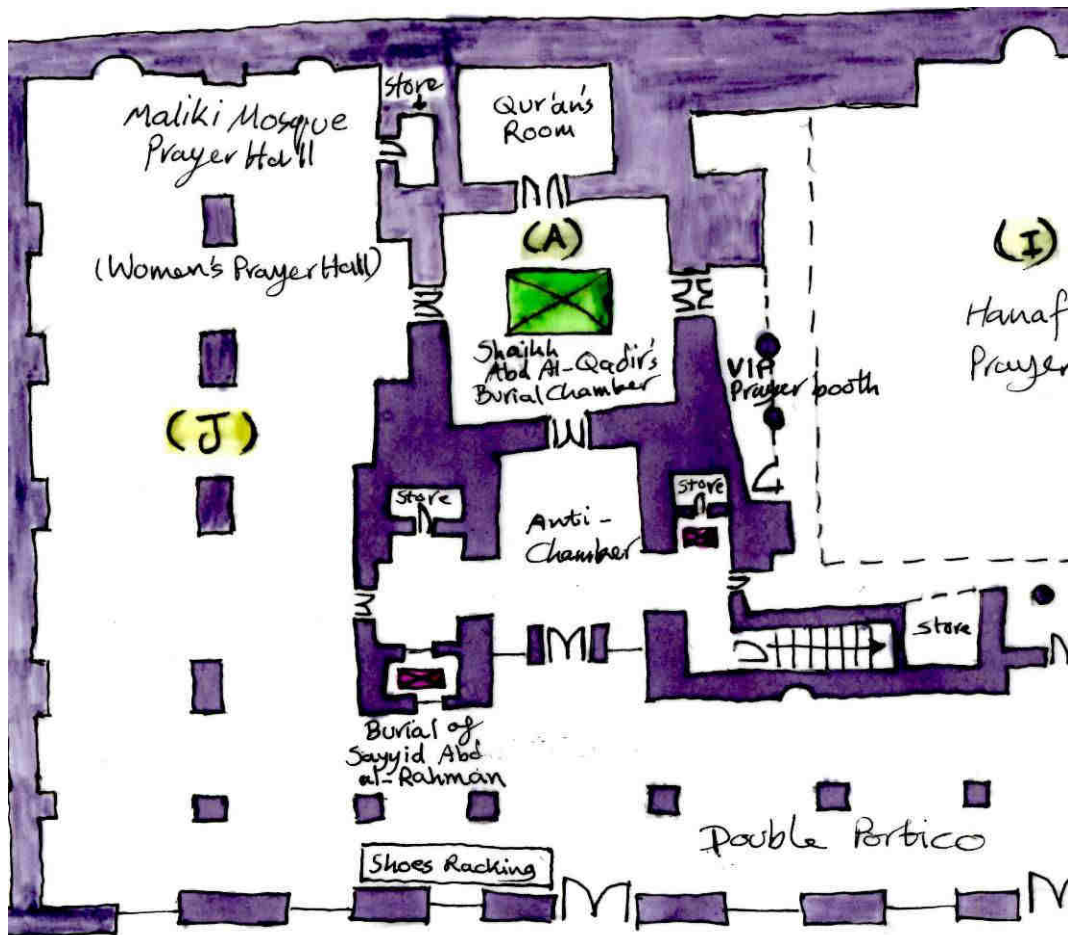 Maliki Mosque
Prayer Hall
(Women's Prayer Hall)
(J)
Store
Qur'an's
Room
(A)
Shaikh
Abd Al-Qadir's
Burial Chamber
(I)
Hanaf
Prayer
VIP
Prayer booth
Store
Store
Anti-
Chamber
Store
Burial of
Sayyid Abd
al-Rahman
Double Portico
Shoes Racking